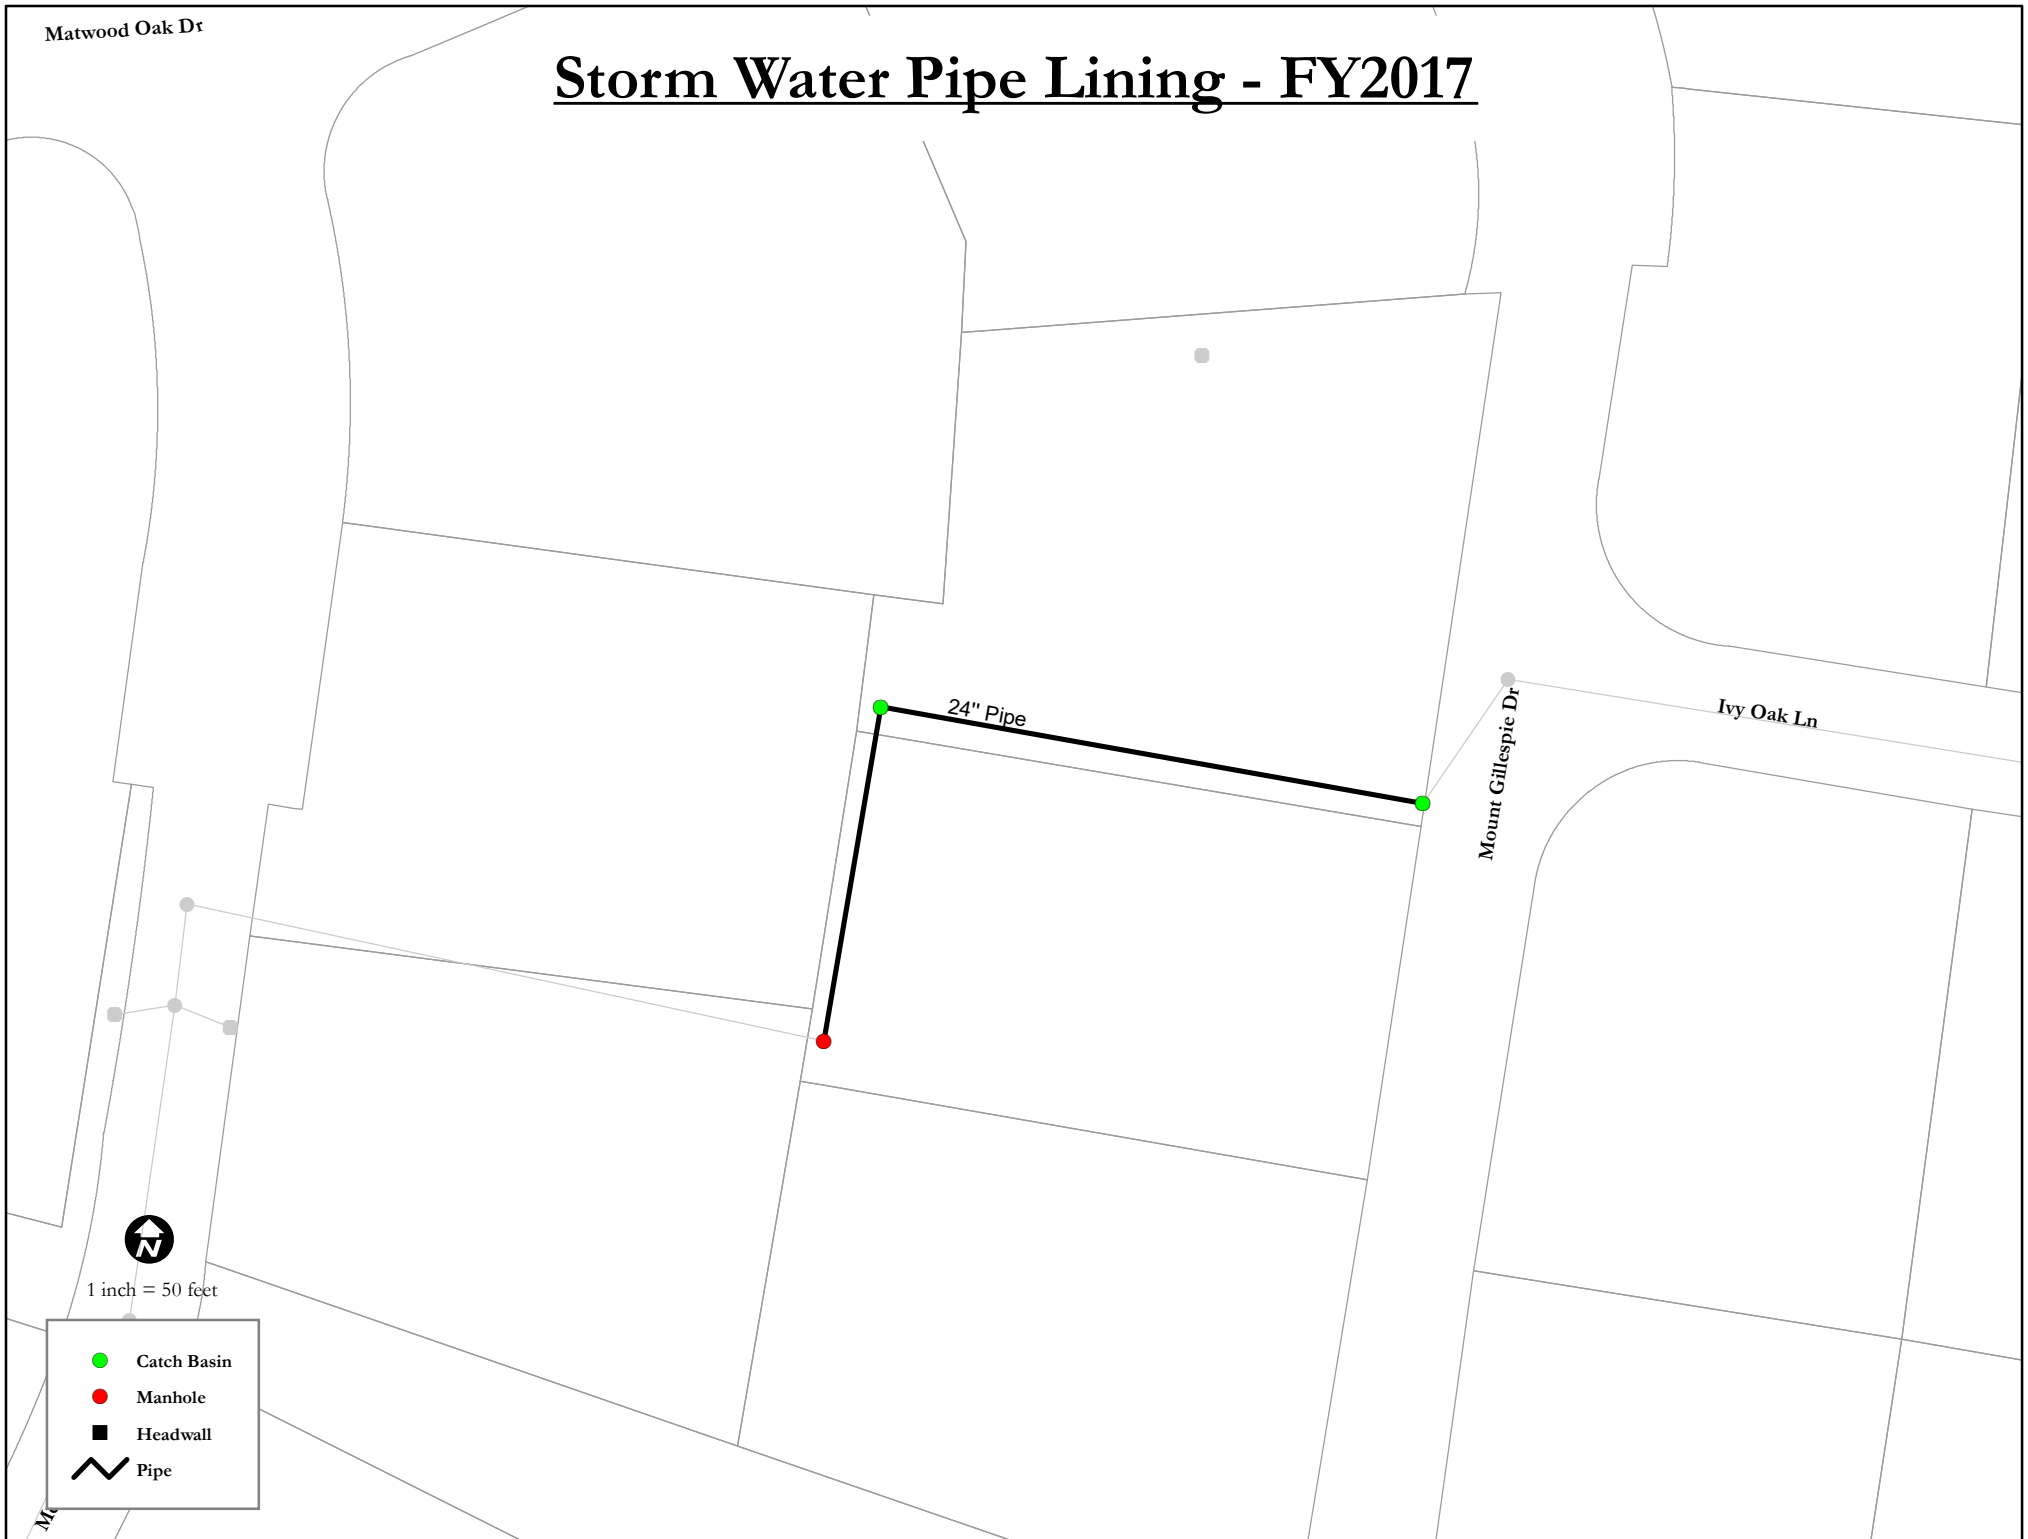 Matwood Oak Dr
Storm Water Pipe Lining - FY2017
24" Pipe
Ivy Oak Ln
Mount Gillespie Dr
N
1 inch = 50 feet
Catch Basin
Manhole
Headwall
Pipe